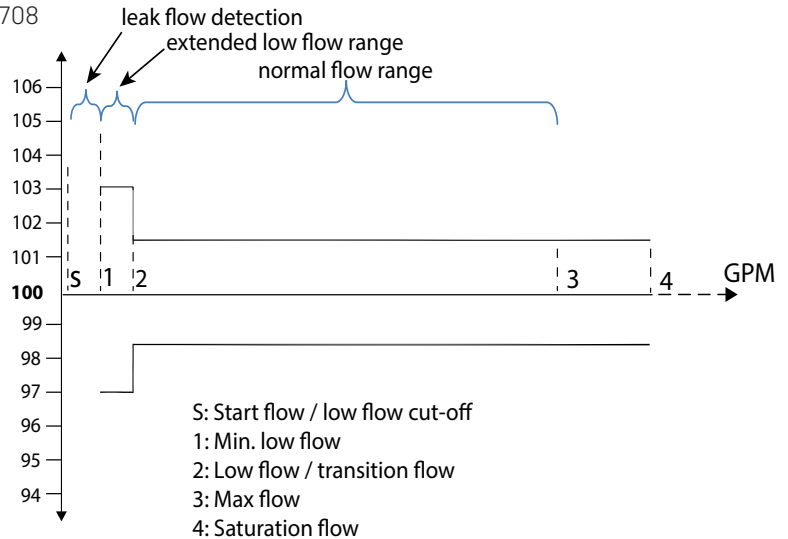 708
leak flow detection
extended low flow range
normal flow range
106
105
104
103
102
101
100
99
98
97
96
95
94
S 1 2 3 4 GPM
S: Start flow / low flow cut-off
1: Min. low flow
2: Low flow / transition flow
3: Max flow
4: Saturation flow